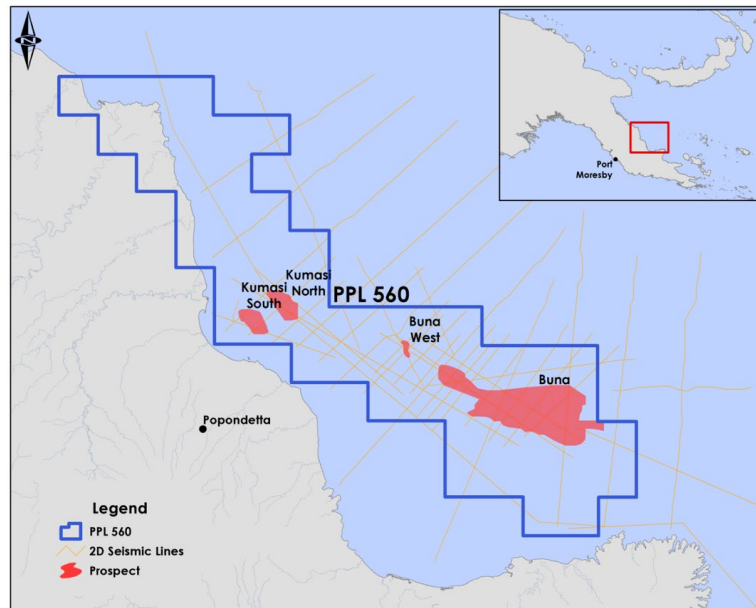 N
Port
Moresby
Kumasi
North
Kumasi
South
PPL 560
Buna
West
Buna
Popondetta
Legend
PPL 560
2D Seismic Lines
Prospect